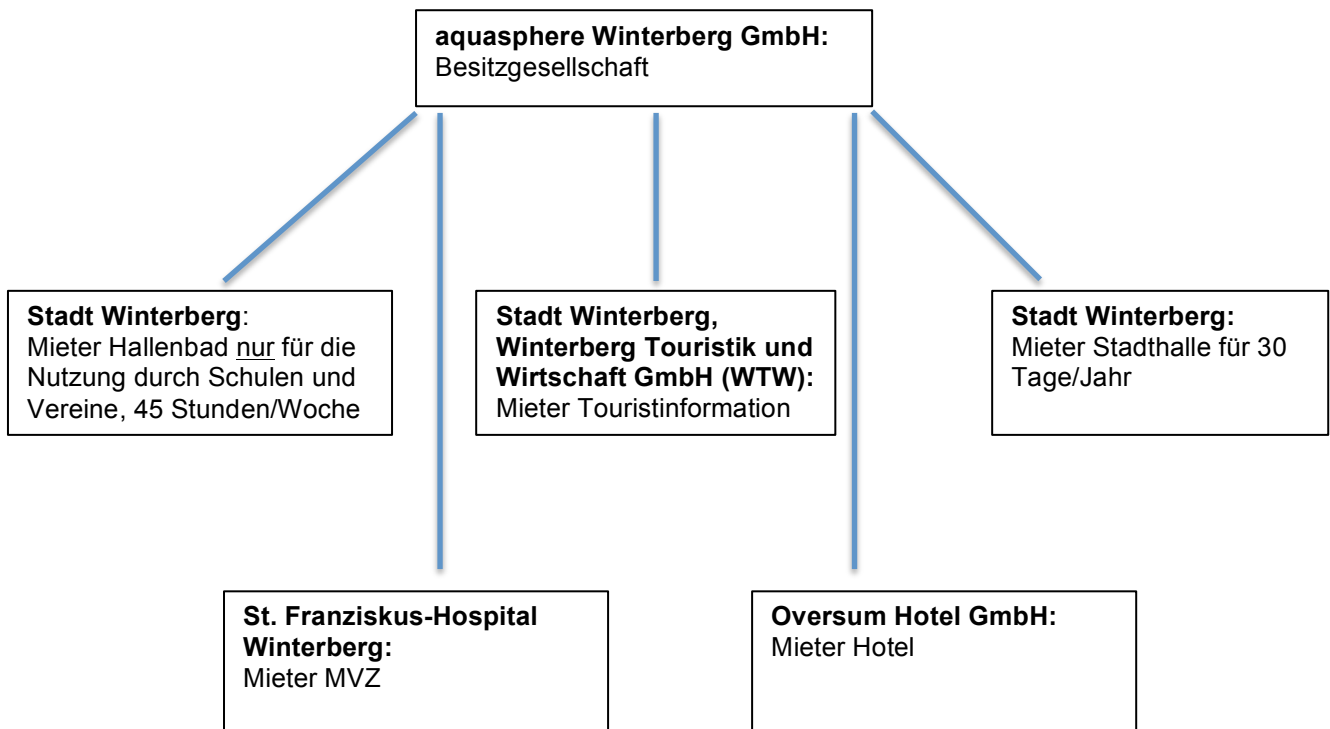 aquasphere Winterberg GmbH:
Besitzgesellschaft
Stadt Winterberg:
Mieter Hallenbad nur für die
Nutzung durch Schulen und
Vereine, 45 Stunden/Woche
Stadt Winterberg,
Winterberg Touristik und
Wirtschaft GmbH (WTW):
Mieter Touristinformation
Stadt Winterberg:
Mieter Stadthalle für 30
Tage/Jahr
St. Franziskus-Hospital
Winterberg:
Mieter MVZ
Oversum Hotel GmbH:
Mieter Hotel